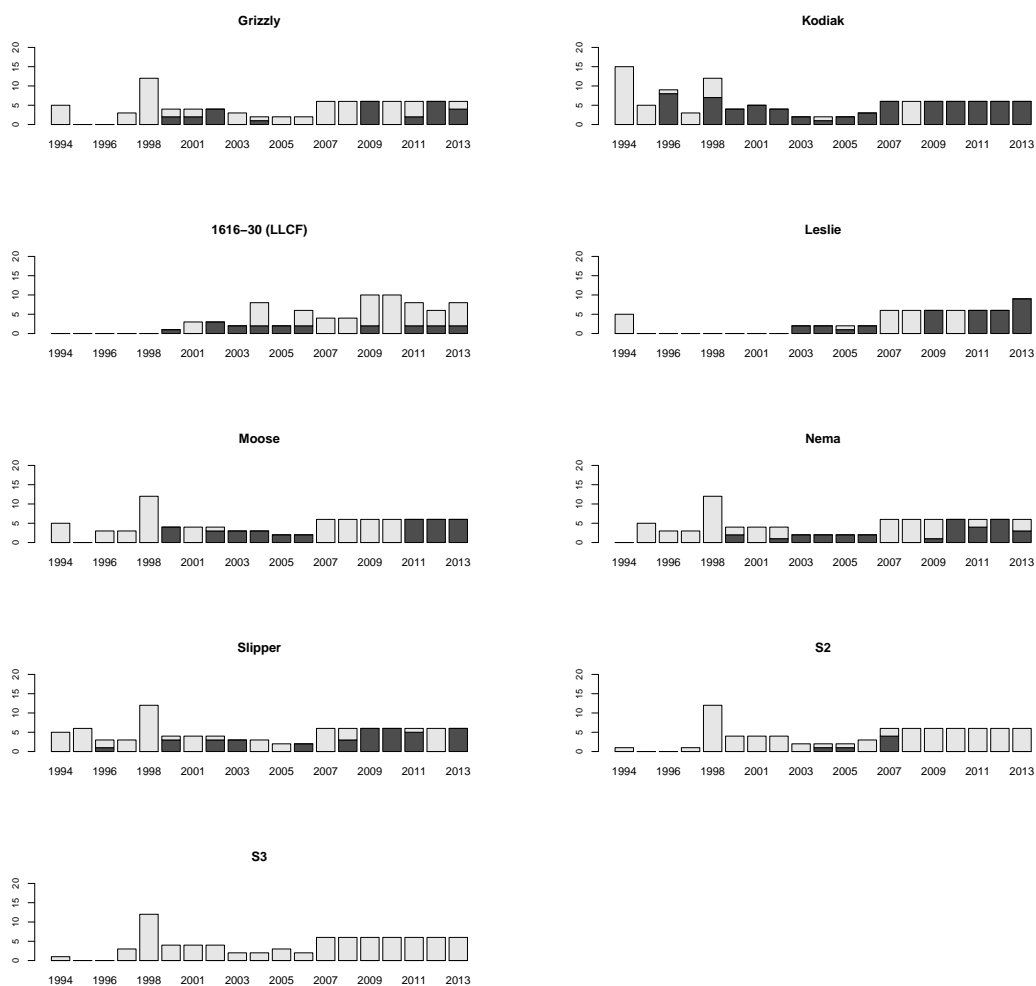 Grizzly
0 5 10 15 20
1994 1996 1998 2001 2003 2005 2007 2009 2011 2013
Kodiak
0 5 10 15 20
1994 1996 1998 2001 2003 2005 2007 2009 2011 2013
1616−30 (LLCF)
0 5 10 15 20
1994 1996 1998 2001 2003 2005 2007 2009 2011 2013
Leslie
0 5 10 15 20
1994 1996 1998 2001 2003 2005 2007 2009 2011 2013
Moose
0 5 10 15 20
1994 1996 1998 2001 2003 2005 2007 2009 2011 2013
Nema
0 5 10 15 20
1994 1996 1998 2001 2003 2005 2007 2009 2011 2013
Slipper
0 5 10 15 20
1994 1996 1998 2001 2003 2005 2007 2009 2011 2013
S2
0 5 10 15 20
1994 1996 1998 2001 2003 2005 2007 2009 2011 2013
S3
0 5 10 15 20
1994 1996 1998 2001 2003 2005 2007 2009 2011 2013